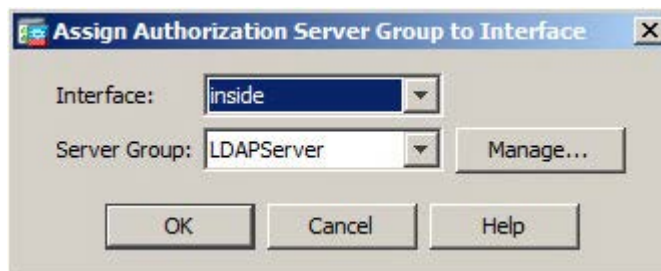 Assign Authorization Server Group to Interface
Interface: inside
Server Group: LDAPServer Manage...
OK Cancel Help